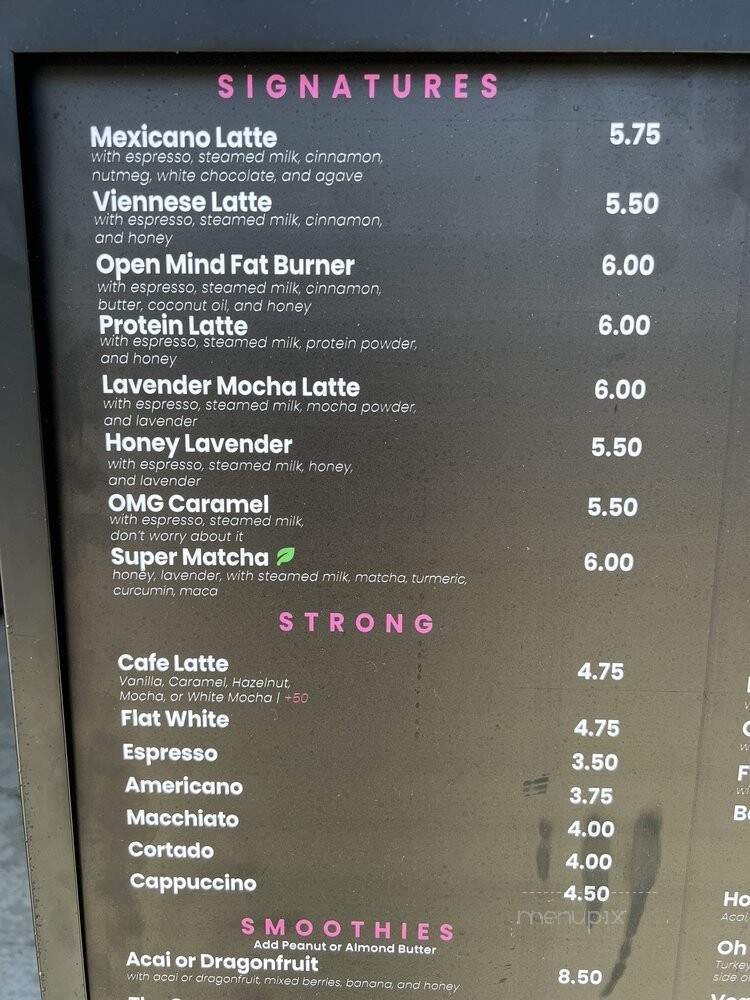 SIGNATURES
Mexicano Latte 5.75
with espresso, steamed milk, cinnamon,
nutmeg, white chocolate, and agave
Viennese Latte 5.50
with espresso, steamed milk, cinnamon,
and honey
Open Mind Fat Burner 6.00
with espresso, steamed milk, cinnamon,
butter, coconut oil, and honey
Protein Latte 6.00
with espresso, steamed milk, protein powder,
and honey
Lavender Mocha Latte 6.00
with espresso, steamed milk, mocha powder,
and lavender
Honey Lavender 5.50
with espresso, steamed milk, honey,
and lavender
OMG Caramel 5.50
with espresso, steamed milk,
don't worry about it
Super Matcha 6.00
honey, lavender, with steamed milk, matcha, turmeric,
curcumin, maca
STRONG
Cafe Latte 4.75
Vanilla, Caramel, Hazelnut,
Mocha, or White Mocha | +50
Flat White 4.75
Espresso 3.50
Americano 3.75
Macchiato 4.00
Cortado 4.00
Cappuccino 4.50
menupix
SMOOTHIES
Add Peanut or Almond Butter
Acai or Dragonfruit 8.50
with acai or dragonfruit, mixed berries, banana, and honey
Ho
Acai
Oh
Turkey
side o